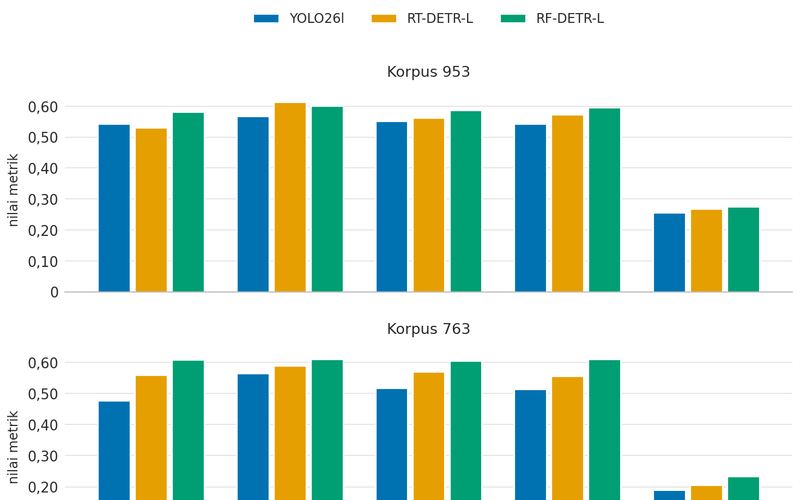 YOLO26l RT-DETR-L RF-DETR-L
Korpus 953
nilai metrik
0,60
0,50
0,40
0,30
0,20
0,10
0
Korpus 763
nilai metrik
0,60
0,50
0,40
0,30
0,20